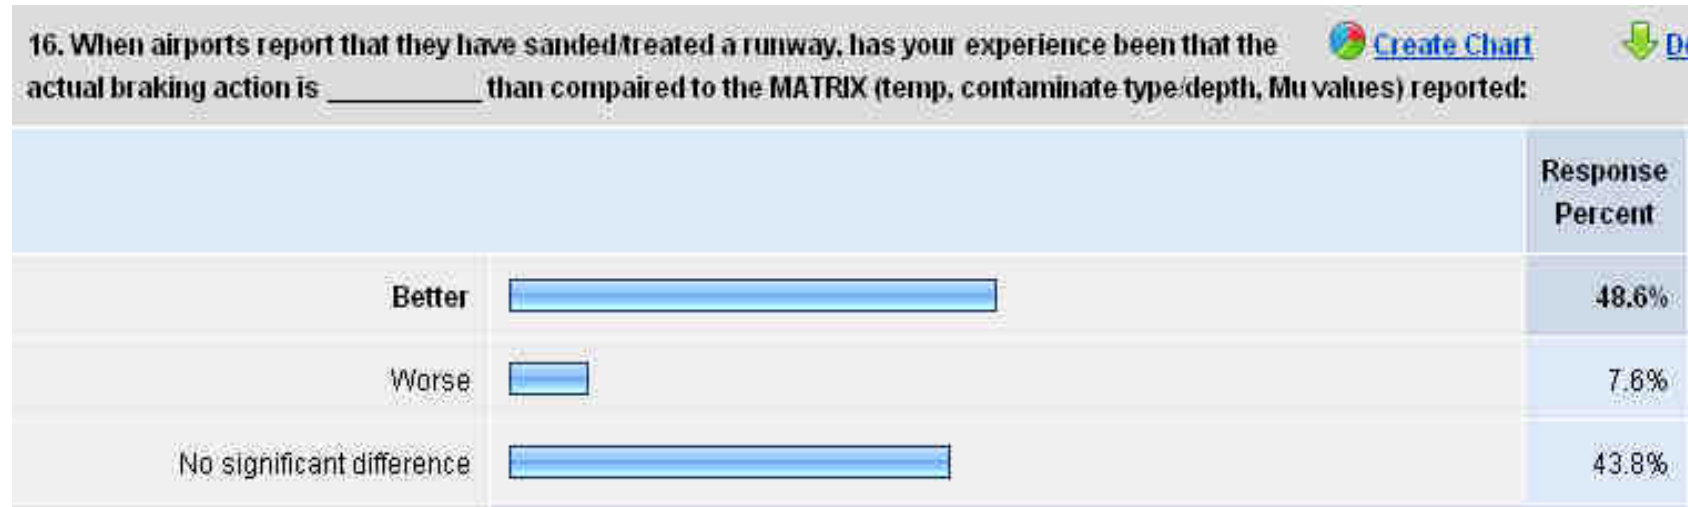 16. When airports report that they have sanded/treated a runway, has your experience been that the
actual braking action is __________ than compaired to the MATRIX (temp, contaminate type/depth, Mu values) reported:
Create Chart
Response
Percent
Better 48.6%
Worse 7.6%
No significant difference 43.8%